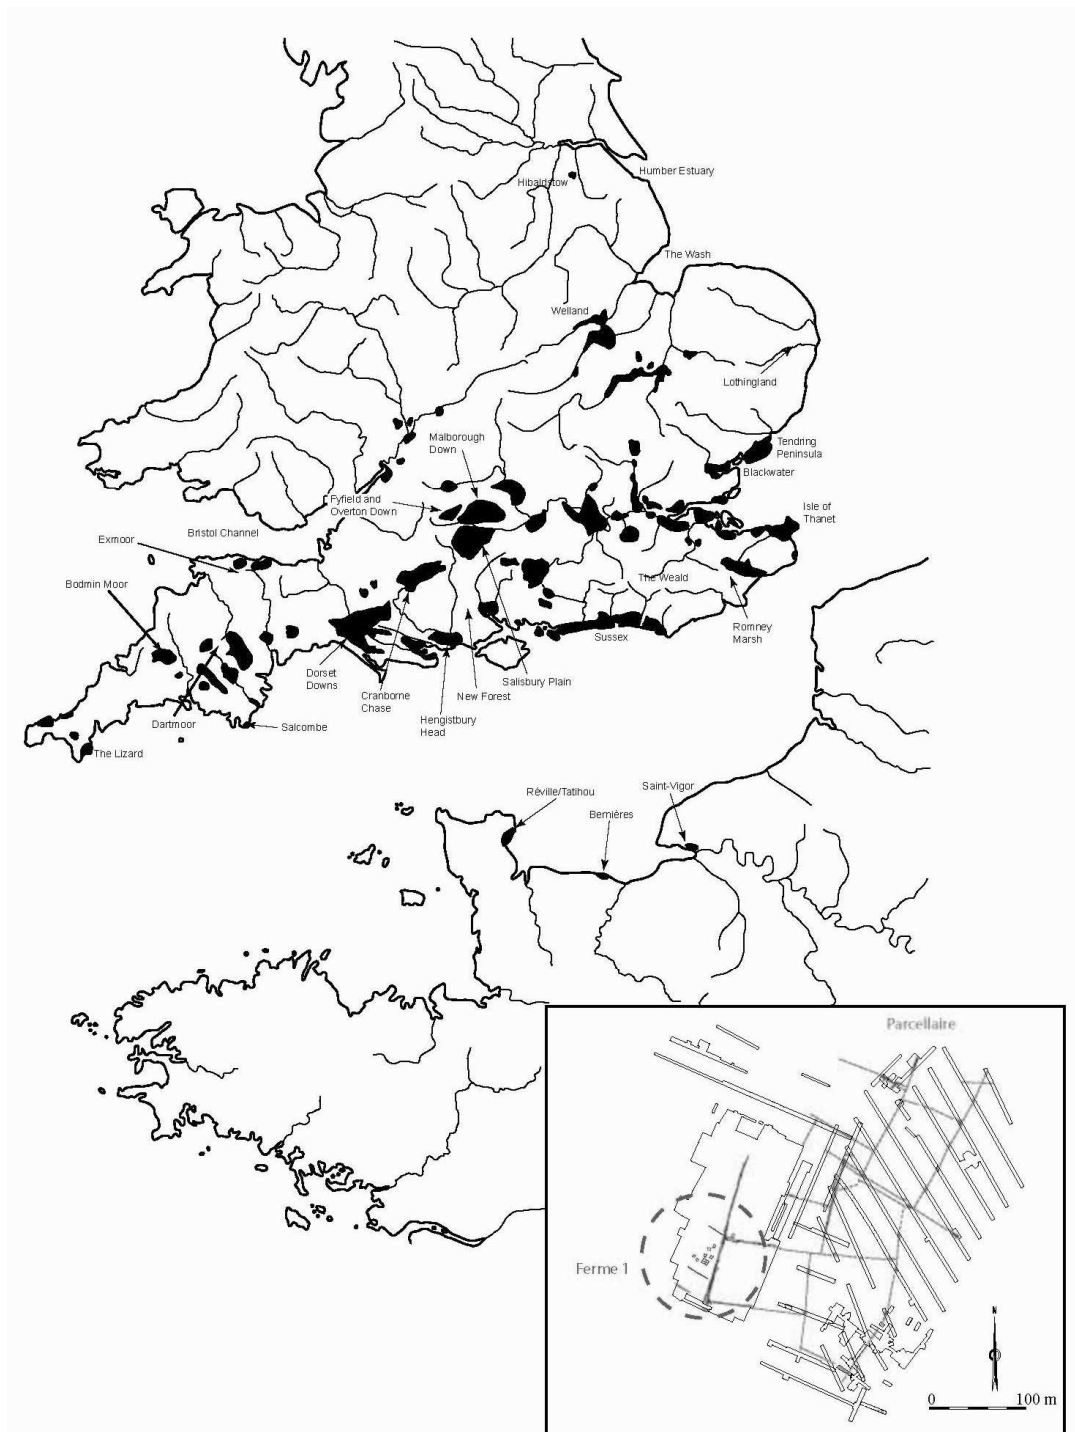 Humber Estuary
Hibaldstow
The Wash
Welland
Lothingland
Malborough
Down
Tendring
Peninsula
Blackwater
Fyfield and
Overton Down
Isle of
Thanet
Bristol Channel
Exmoor
Bodmin Moor
The Weald
Romney
Marsh
Sussex
Dorset
Downs
Salisbury Plain
Cranborne
Chase
New Forest
Hengistbury
Head
Dartmoor
Salcombe
The Lizard
Réville/Tatihou
Saint-Vigor
Bernières
Parcellaire
Ferme 1
N
0 100 m